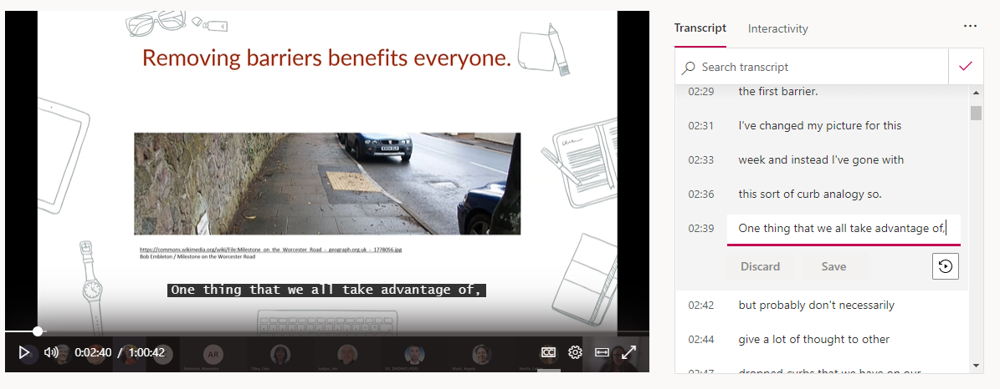 Removing barriers benefits everyone.
https://commons.wikimedia.org/wiki/File:Milestone_on_the_Worcester_Road_-_geograph.org.uk_-_1778056.jpg
Bob Embleton / Milestone on the Worcester Road
One thing that we all take advantage of,
0:02:40 / 1:00:42
AR
CC
Transcript Interactivity
Search transcript
02:29 the first barrier.
02:31 I've changed my picture for this
02:33 week and instead I've gone with
02:36 this sort of curb analogy so.
02:39 One thing that we all take advantage of,
Discard Save
02:42 but probably don't necessarily
02:44 give a lot of thought to other
02:47 dropped curbs that we have on our